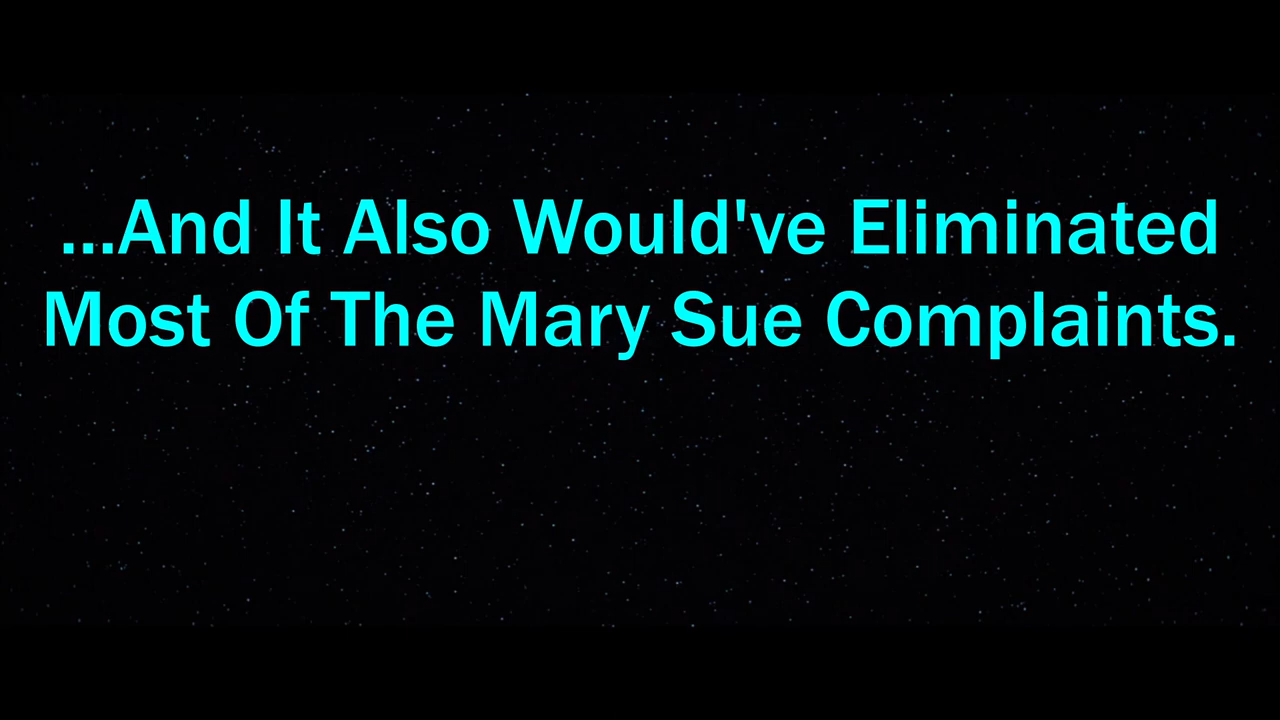 ...And It Also Would've Eliminated
Most Of The Mary Sue Complaints.